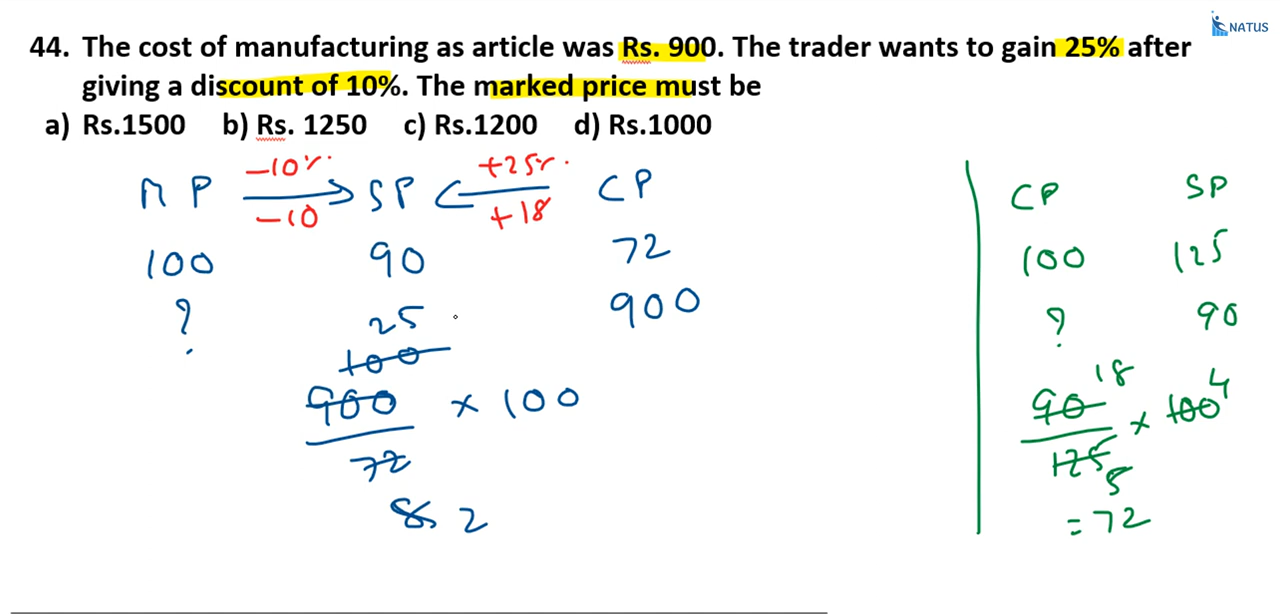 NATUS
44. The cost of manufacturing as article was Rs. 900. The trader wants to gain 25% after
giving a discount of 10%. The marked price must be
a) Rs.1500 b) Rs. 1250 c) Rs.1200 d) Rs.1000
-10% +25%
MP SP CP
-10 +18
100 90 72
? 25 900
100
900 × 100
72
8 2
CP SP
100 125
? 90
18 4
90 × 100
125
5
= 72